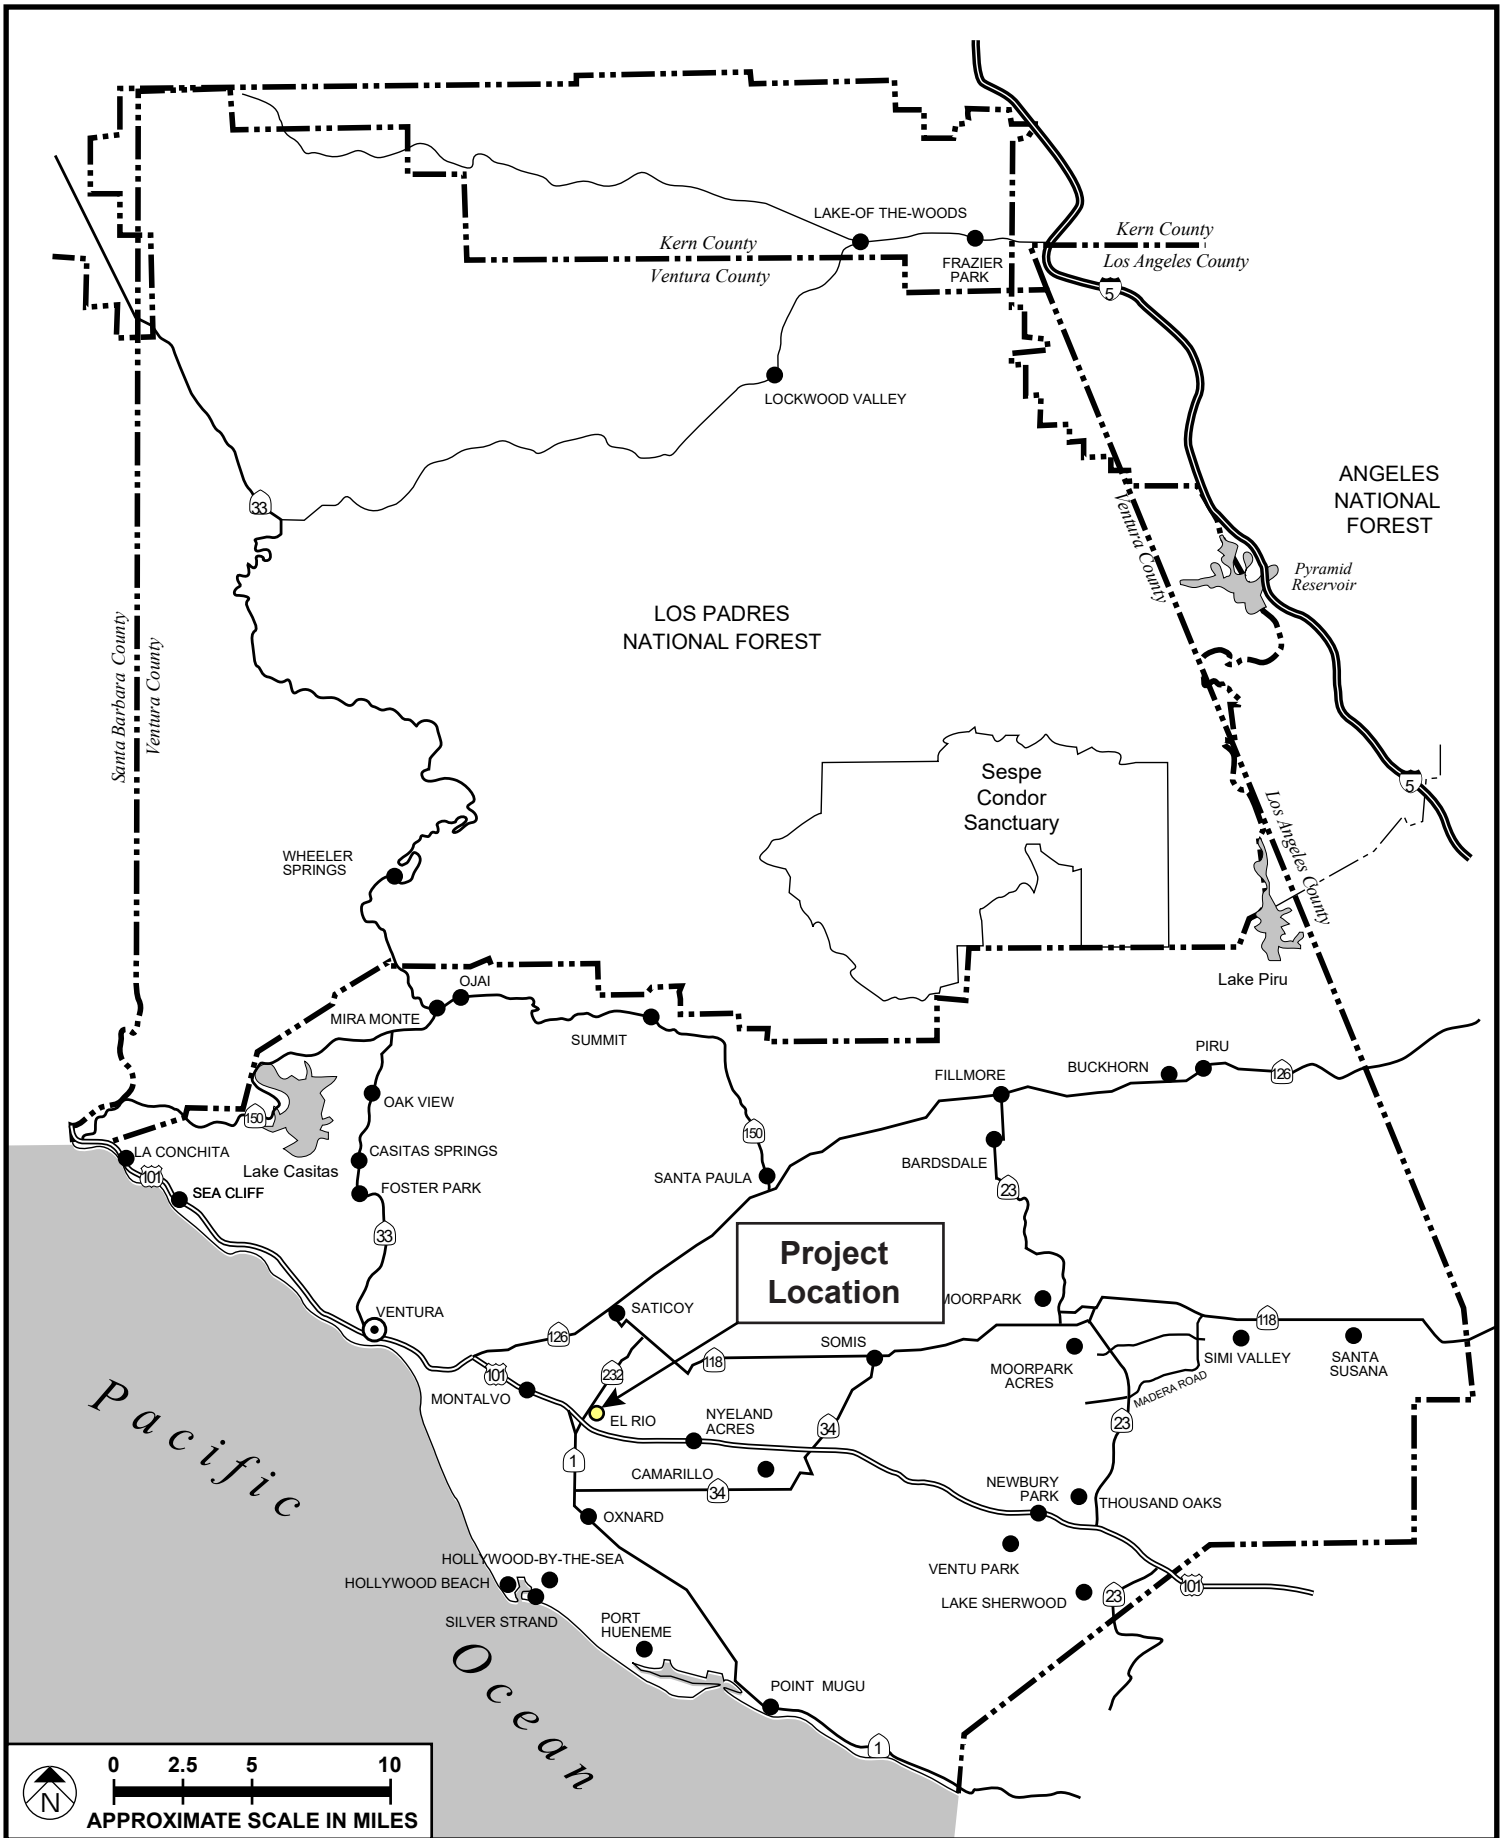 LAKE-OF THE-WOODS
Kern County
Kern County
Ventura County
FRAZIER
PARK
Los Angeles County
5
LOCKWOOD VALLEY
33
ANGELES
NATIONAL
FOREST
Ventura County
Pyramid
Reservoir
LOS PADRES
NATIONAL FOREST
Santa Barbara County
Ventura County
Sespe
Condor
Sanctuary
5
Los Angeles County
WHEELER
SPRINGS
Lake Piru
OJAI
MIRA MONTE
SUMMIT
PIRU
BUCKHORN
126
FILLMORE
OAK VIEW
150
150
LA CONCHITA
101
Lake Casitas
CASITAS SPRINGS
BARDSDALE
SANTA PAULA
FOSTER PARK
SEA CLIFF
23
33
Project
Location
MOORPARK
SATICOY
VENTURA
126
118
SOMIS
118
MOORPARK
ACRES
SIMI VALLEY
SANTA
SUSANA
101
232
MONTALVO
MADERA ROAD
EL RIO
NYELAND
ACRES
34
23
1
CAMARILLO
34
NEWBURY
PARK
THOUSAND OAKS
OXNARD
HOLLYWOOD-BY-THE-SEA
HOLLYWOOD BEACH
VENTU PARK
101
LAKE SHERWOOD
23
SILVER STRAND
PORT
HUENEME
POINT MUGU
1
Pacific
Ocean
N
0 2.5 5 10
APPROXIMATE SCALE IN MILES